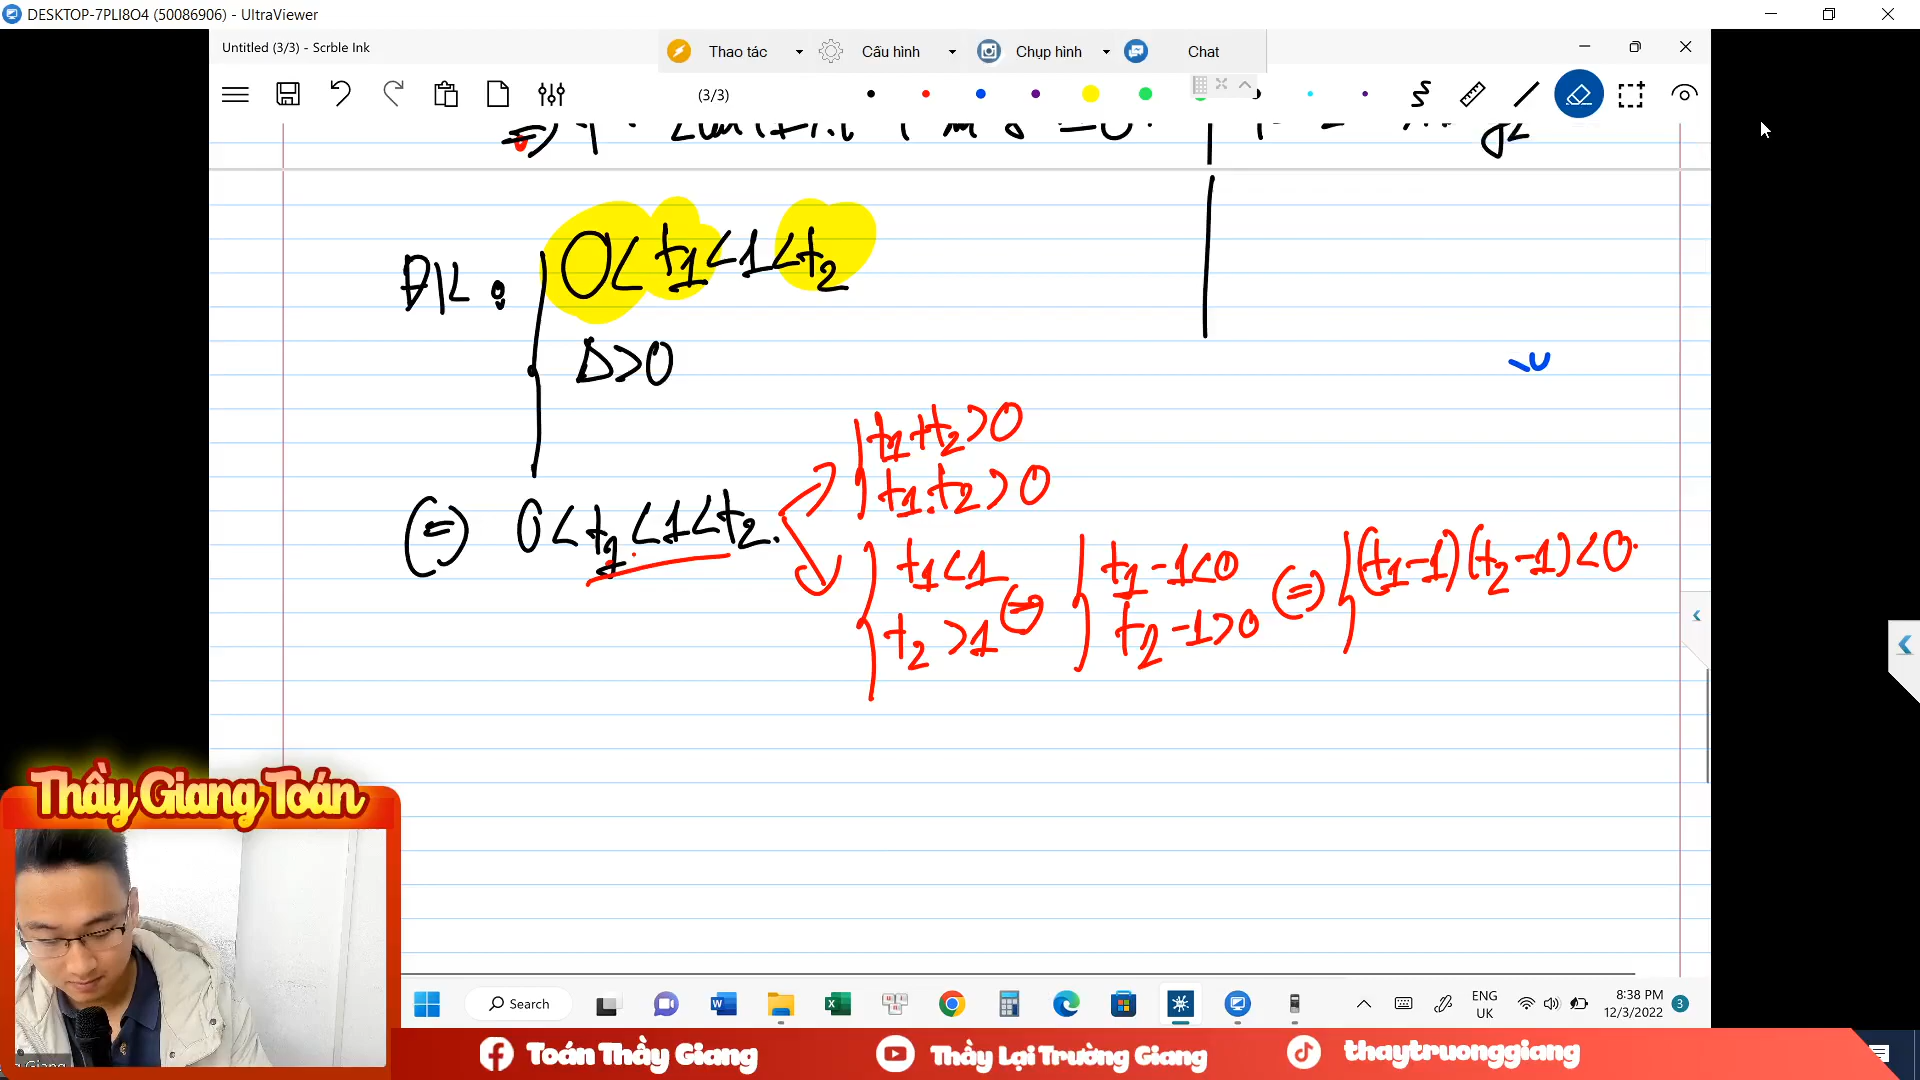 DESKTOP-7PLI8O4 (50086906) - UltraViewer
Untitled (3/3) - Scrble Ink
Thao tác
Cấu hình
Chụp hình
Chat
(3/3)
ĐK : 0 < t1 < 1 < t2
Δ > 0
(=) 0 < t1 < 1 < t2.
t1 + t2 > 0
t1.t2 > 0
t1 < 1
t2 > 1
(=) t1 - 1 < 0
t2 - 1 > 0
(=) (t1 - 1)(t2 - 1) < 0
Thầy Giang Toán
Search
ENG
UK
8:38 PM
12/3/2022
3
Giang
Toán Thầy Giang
Thầy Lại Trường Giang
thaytruonggiang